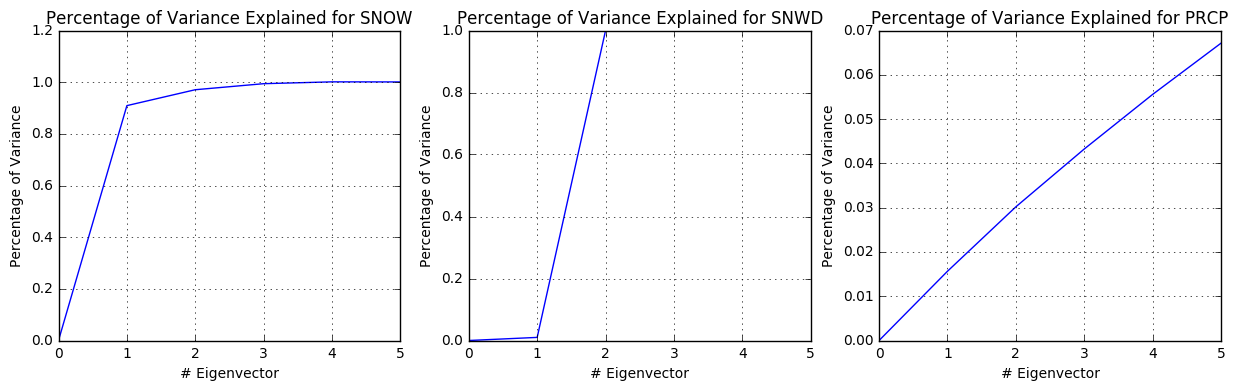 Percentage of Variance Explained for SNOW
1.2
1.0
0.8
0.6
0.4
0.2
0.0
Percentage of Variance
0 1 2 3 4 5
# Eigenvector
Percentage of Variance Explained for SNWD
1.0
0.8
0.6
0.4
0.2
0.0
Percentage of Variance
0 1 2 3 4 5
# Eigenvector
Percentage of Variance Explained for PRCP
0.07
0.06
0.05
0.04
0.03
0.02
0.01
0.00
Percentage of Variance
0 1 2 3 4 5
# Eigenvector